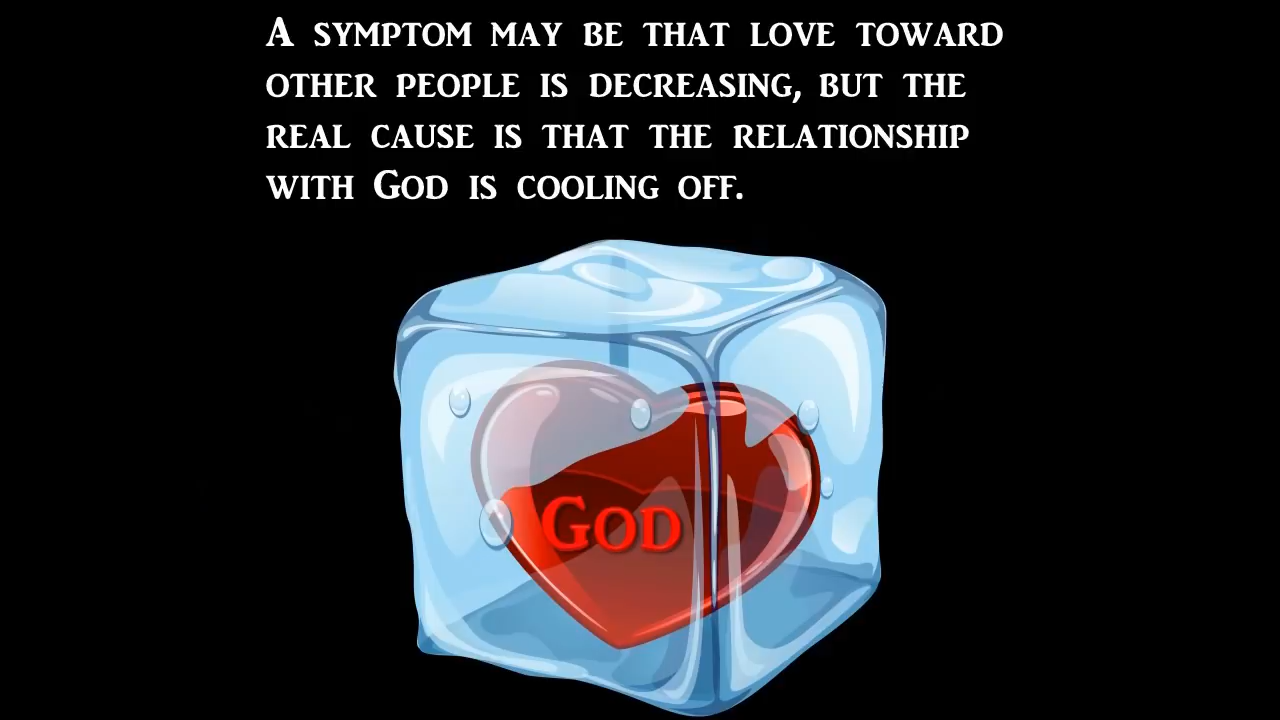 A symptom may be that love toward
other people is decreasing, but the
real cause is that the relationship
with God is cooling off.
God